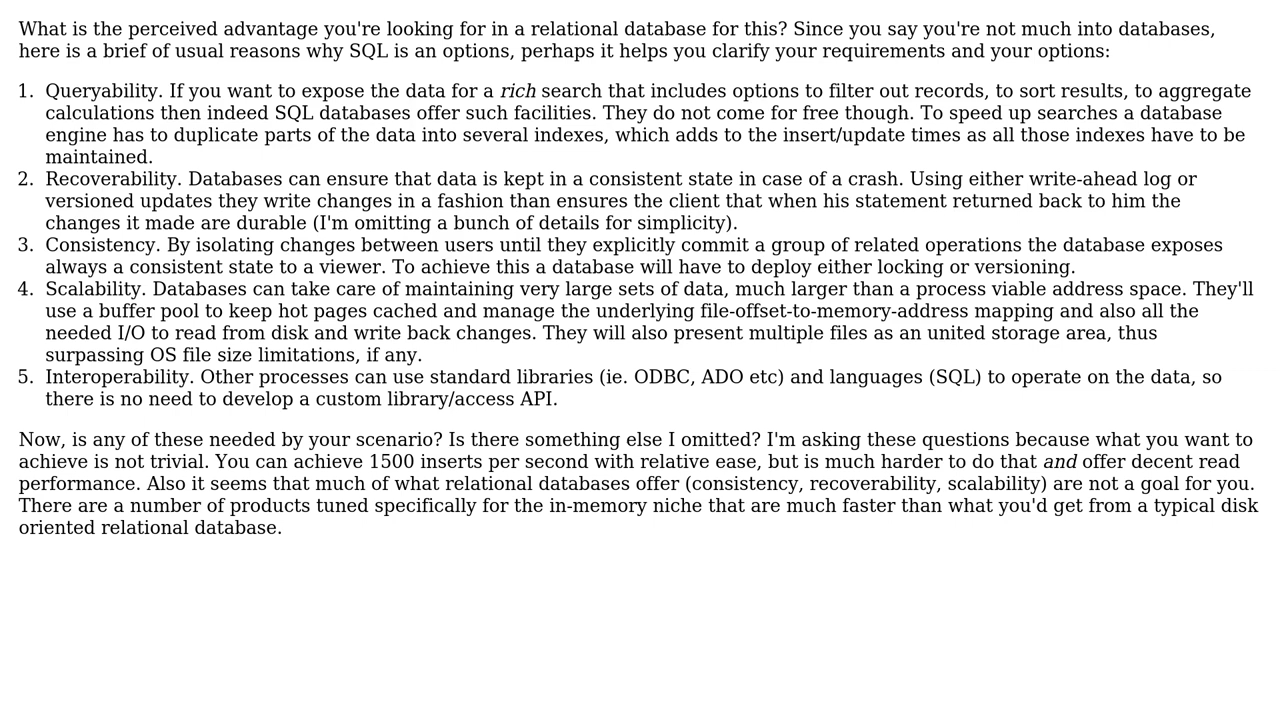 What is the perceived advantage you're looking for in a relational database for this? Since you say you're not much into databases,
here is a brief of usual reasons why SQL is an options, perhaps it helps you clarify your requirements and your options:
1. Queryability. If you want to expose the data for a rich search that includes options to filter out records, to sort results, to aggregate
calculations then indeed SQL databases offer such facilities. They do not come for free though. To speed up searches a database
engine has to duplicate parts of the data into several indexes, which adds to the insert/update times as all those indexes have to be
maintained.
2. Recoverability. Databases can ensure that data is kept in a consistent state in case of a crash. Using either write-ahead log or
versioned updates they write changes in a fashion than ensures the client that when his statement returned back to him the
changes it made are durable (I'm omitting a bunch of details for simplicity).
3. Consistency. By isolating changes between users until they explicitly commit a group of related operations the database exposes
always a consistent state to a viewer. To achieve this a database will have to deploy either locking or versioning.
4. Scalability. Databases can take care of maintaining very large sets of data, much larger than a process viable address space. They'll
use a buffer pool to keep hot pages cached and manage the underlying file-offset-to-memory-address mapping and also all the
needed I/O to read from disk and write back changes. They will also present multiple files as an united storage area, thus
surpassing OS file size limitations, if any.
5. Interoperability. Other processes can use standard libraries (ie. ODBC, ADO etc) and languages (SQL) to operate on the data, so
there is no need to develop a custom library/access API.
Now, is any of these needed by your scenario? Is there something else I omitted? I'm asking these questions because what you want to
achieve is not trivial. You can achieve 1500 inserts per second with relative ease, but is much harder to do that and offer decent read
performance. Also it seems that much of what relational databases offer (consistency, recoverability, scalability) are not a goal for you.
There are a number of products tuned specifically for the in-memory niche that are much faster than what you'd get from a typical disk
oriented relational database.